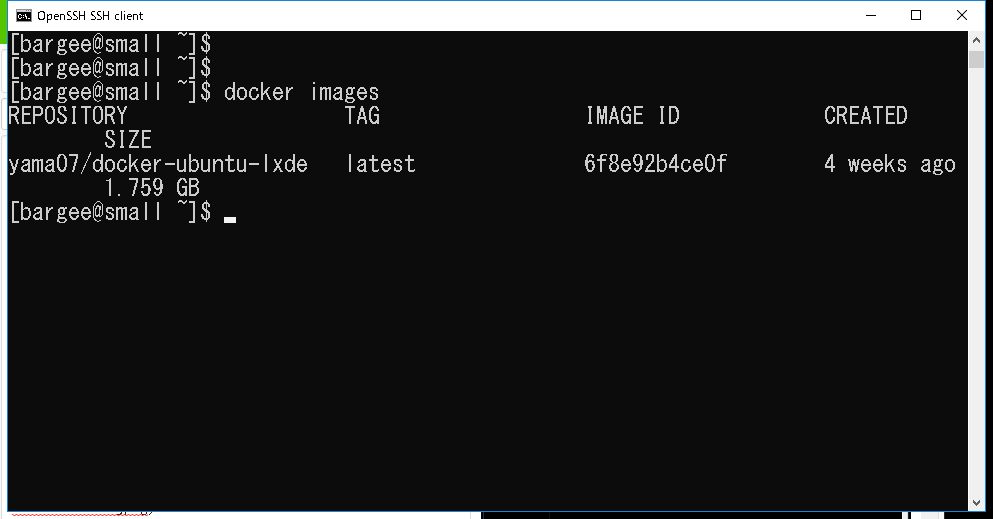 OpenSSH SSH client
[bargee@small ~]$
[bargee@small ~]$
[bargee@small ~]$ docker images
REPOSITORY TAG IMAGE ID CREATED
SIZE
yama07/docker-ubuntu-lxde latest 6f8e92b4ce0f 4 weeks ago
1.759 GB
[bargee@small ~]$